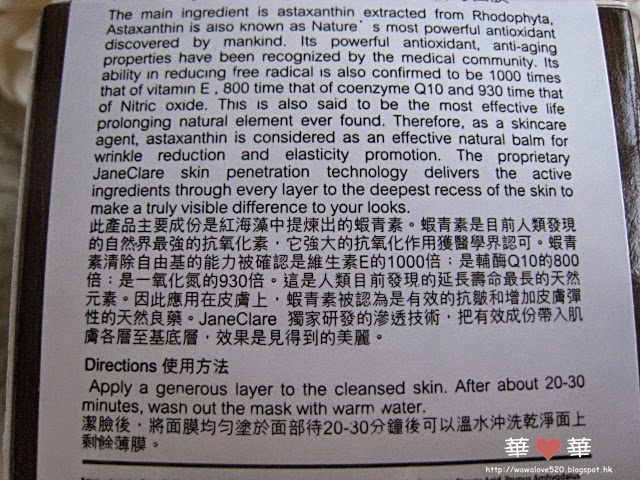 The main ingredient is astaxanthin extracted from Rhodophyta,
Astaxanthin is also known as Nature's most powerful antioxidant
discovered by mankind. Its powerful antioxidant, anti-aging
properties have been recognized by the medical community. Its
ability in reducing free radical is also confirmed to be 1000 times
that of vitamin E , 800 time that of coenzyme Q10 and 930 time that
of Nitric oxide. This is also said to be the most effective life
prolonging natural element ever found. Therefore, as a skincare
agent, astaxanthin is considered as an effective natural balm for
wrinkle reduction and elasticity promotion. The proprietary
JaneClare skin penetration technology delivers the active
ingredients through every layer to the deepest recess of the skin to
make a truly visible difference to your looks.
此產品主要成份是紅海藻中提煉出的蝦青素。蝦青素是目前人類發現
的自然界最強的抗氧化素，它強大的抗氧化作用獲醫學界認可。蝦青
素清除自由基的能力被確認是維生素E的1000倍；是輔酶Q10的800
倍；是一氧化氮的930倍。這是人類目前發現的延長壽命最長的天然
元素。因此應用在皮膚上，蝦青素被認為是有效的抗皺和增加皮膚彈
性的天然良藥。JaneClare 獨家研發的滲透技術，把有效成份帶入肌
膚各層至基底層，效果是見得到的美麗。
Directions 使用方法
Apply a generous layer to the cleansed skin. After about 20-30
minutes, wash out the mask with warm water.
潔臉後，將面膜均勻塗於面部待20-30分鐘後可以溫水沖洗乾淨面上
剩餘薄膜。
華 華
http://wowolove520.blogspot.hk